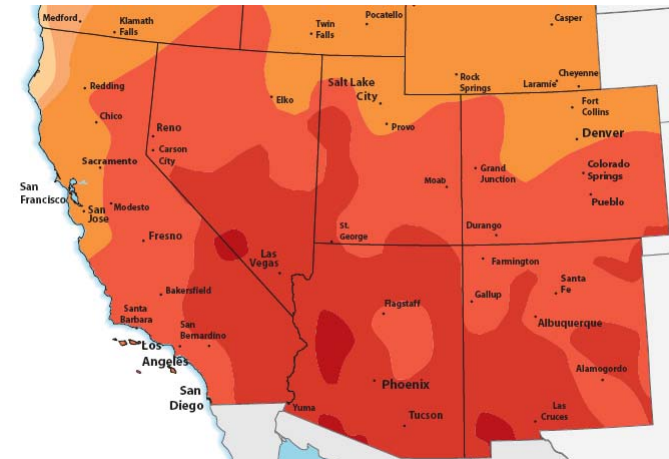 Medford
Klamath
Falls
Twin
Falls
Pocatello
Casper
Redding
Chico
Reno
Carson
City
Elko
Salt Lake
City
Provo
Rock
Springs
Laramie
Cheyenne
Fort
Collins
Denver
Sacramento
San
Francisco
San
Jose
Modesto
Fresno
Moab
Grand
Junction
Colorado
Springs
Pueblo
St.
George
Durango
Las
Vegas
Farmington
Bakersfield
Flagstaff
Gallup
Santa
Fe
Albuquerque
Santa
Barbara
San
Bernardino
Los
Angeles
San
Diego
Yuma
Phoenix
Tucson
Alamogordo
Las
Cruces